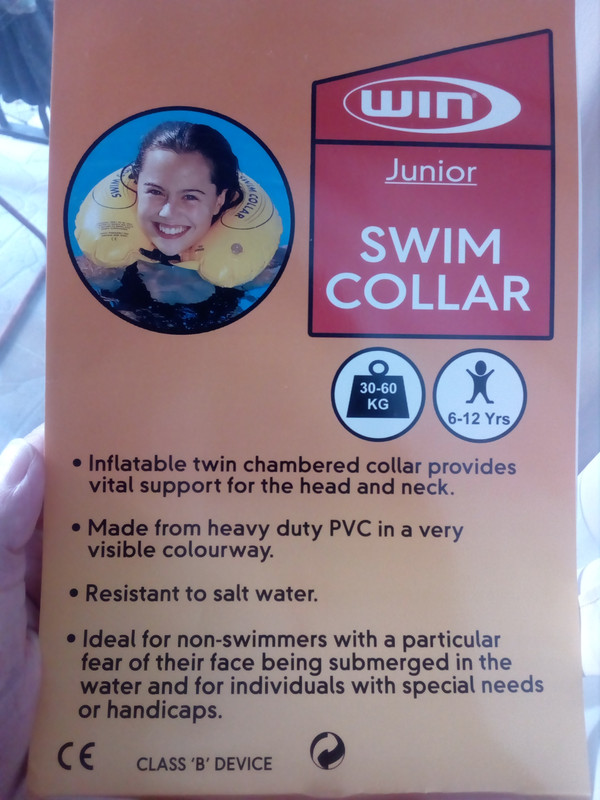 WIN
Junior
SWIM
COLLAR
SWIM
SWIM COLLAR
30-60
KG
6-12 Yrs
• Inflatable twin chambered collar provides
vital support for the head and neck.
• Made from heavy duty PVC in a very
visible colourway.
• Resistant to salt water.
• Ideal for non-swimmers with a particular
fear of their face being submerged in the
water and for individuals with special needs
or handicaps.
CE CLASS ‘B’ DEVICE